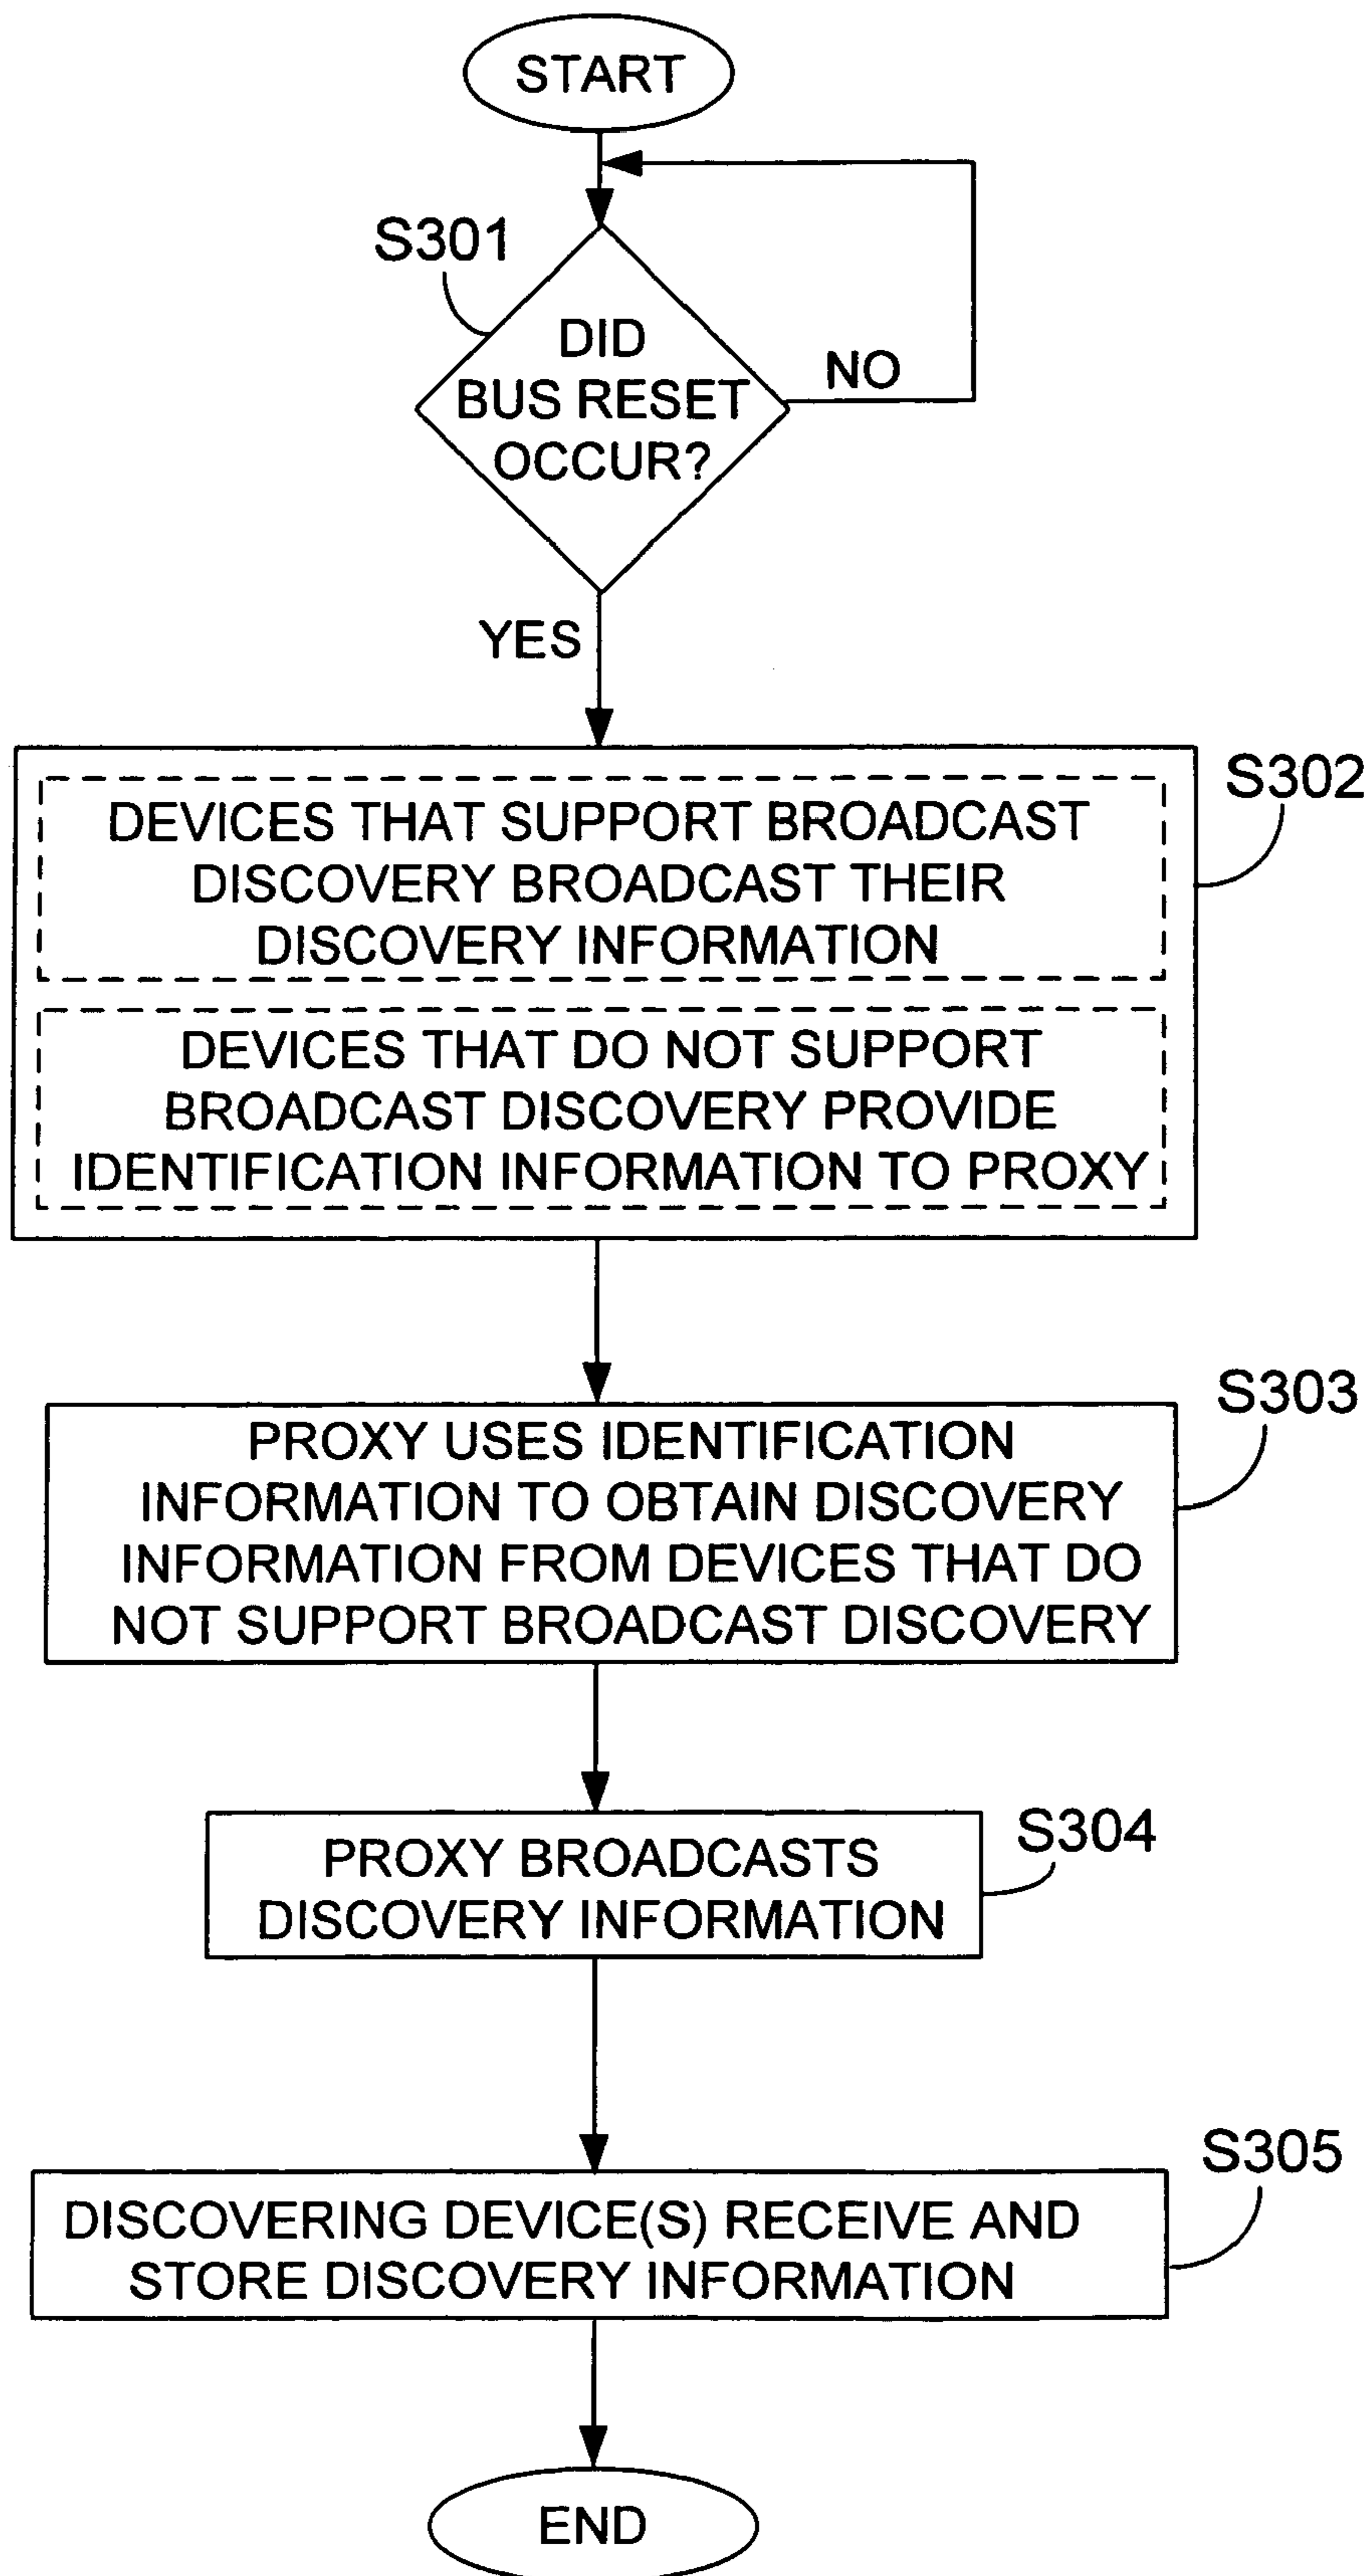 START
S301
DID
BUS RESET
OCCUR?
NO
YES
S302
DEVICES THAT SUPPORT BROADCAST
DISCOVERY BROADCAST THEIR
DISCOVERY INFORMATION
DEVICES THAT DO NOT SUPPORT
BROADCAST DISCOVERY PROVIDE
IDENTIFICATION INFORMATION TO PROXY
S303
PROXY USES IDENTIFICATION
INFORMATION TO OBTAIN DISCOVERY
INFORMATION FROM DEVICES THAT DO
NOT SUPPORT BROADCAST DISCOVERY
S304
PROXY BROADCASTS
DISCOVERY INFORMATION
S305
DISCOVERING DEVICE(S) RECEIVE AND
STORE DISCOVERY INFORMATION
END